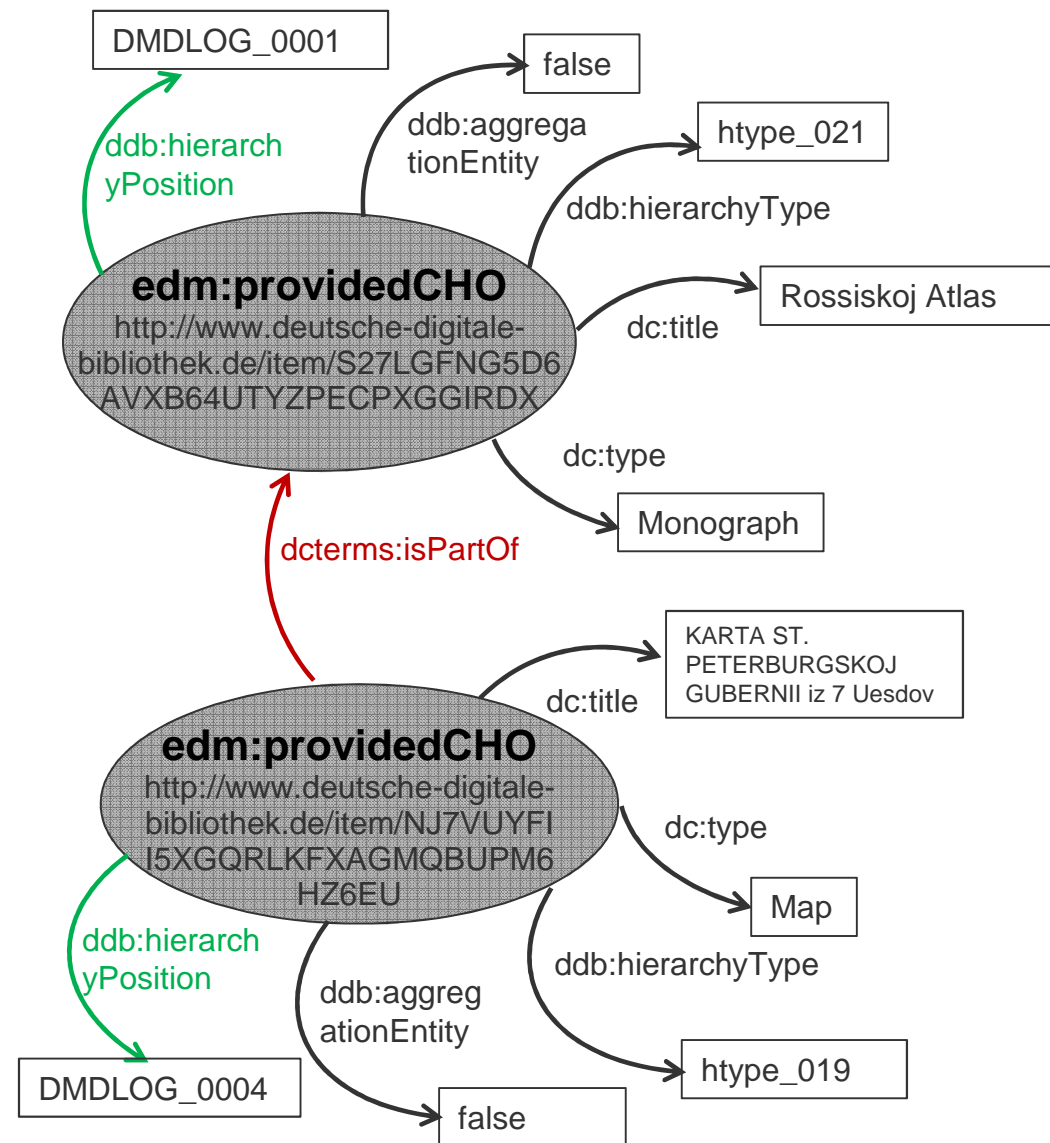 DMDLOG_0001
false
ddb:hierarch
yPosition
ddb:aggrega
tionEntity
htype_021
ddb:hierarchyType
edm:providedCHO
http://www.deutsche-digitale-
bibliothek.de/item/S27LGFNG5D6
AVXB64UTYZPECPXGGIRDX
Rossiskoj Atlas
dc:title
dc:type
Monograph
dcterms:isPartOf
KARTA ST.
PETERBURGSKOJ
GUBERNII iz 7 Uesdov
dc:title
edm:providedCHO
http://www.deutsche-digitale-
bibliothek.de/item/NJ7VUYFI
I5XGQRLKFXAGMQBUPM6
HZ6EU
dc:type
Map
ddb:hierarch
yPosition
ddb:aggreg
ationEntity
ddb:hierarchyType
DMDLOG_0004
htype_019
false